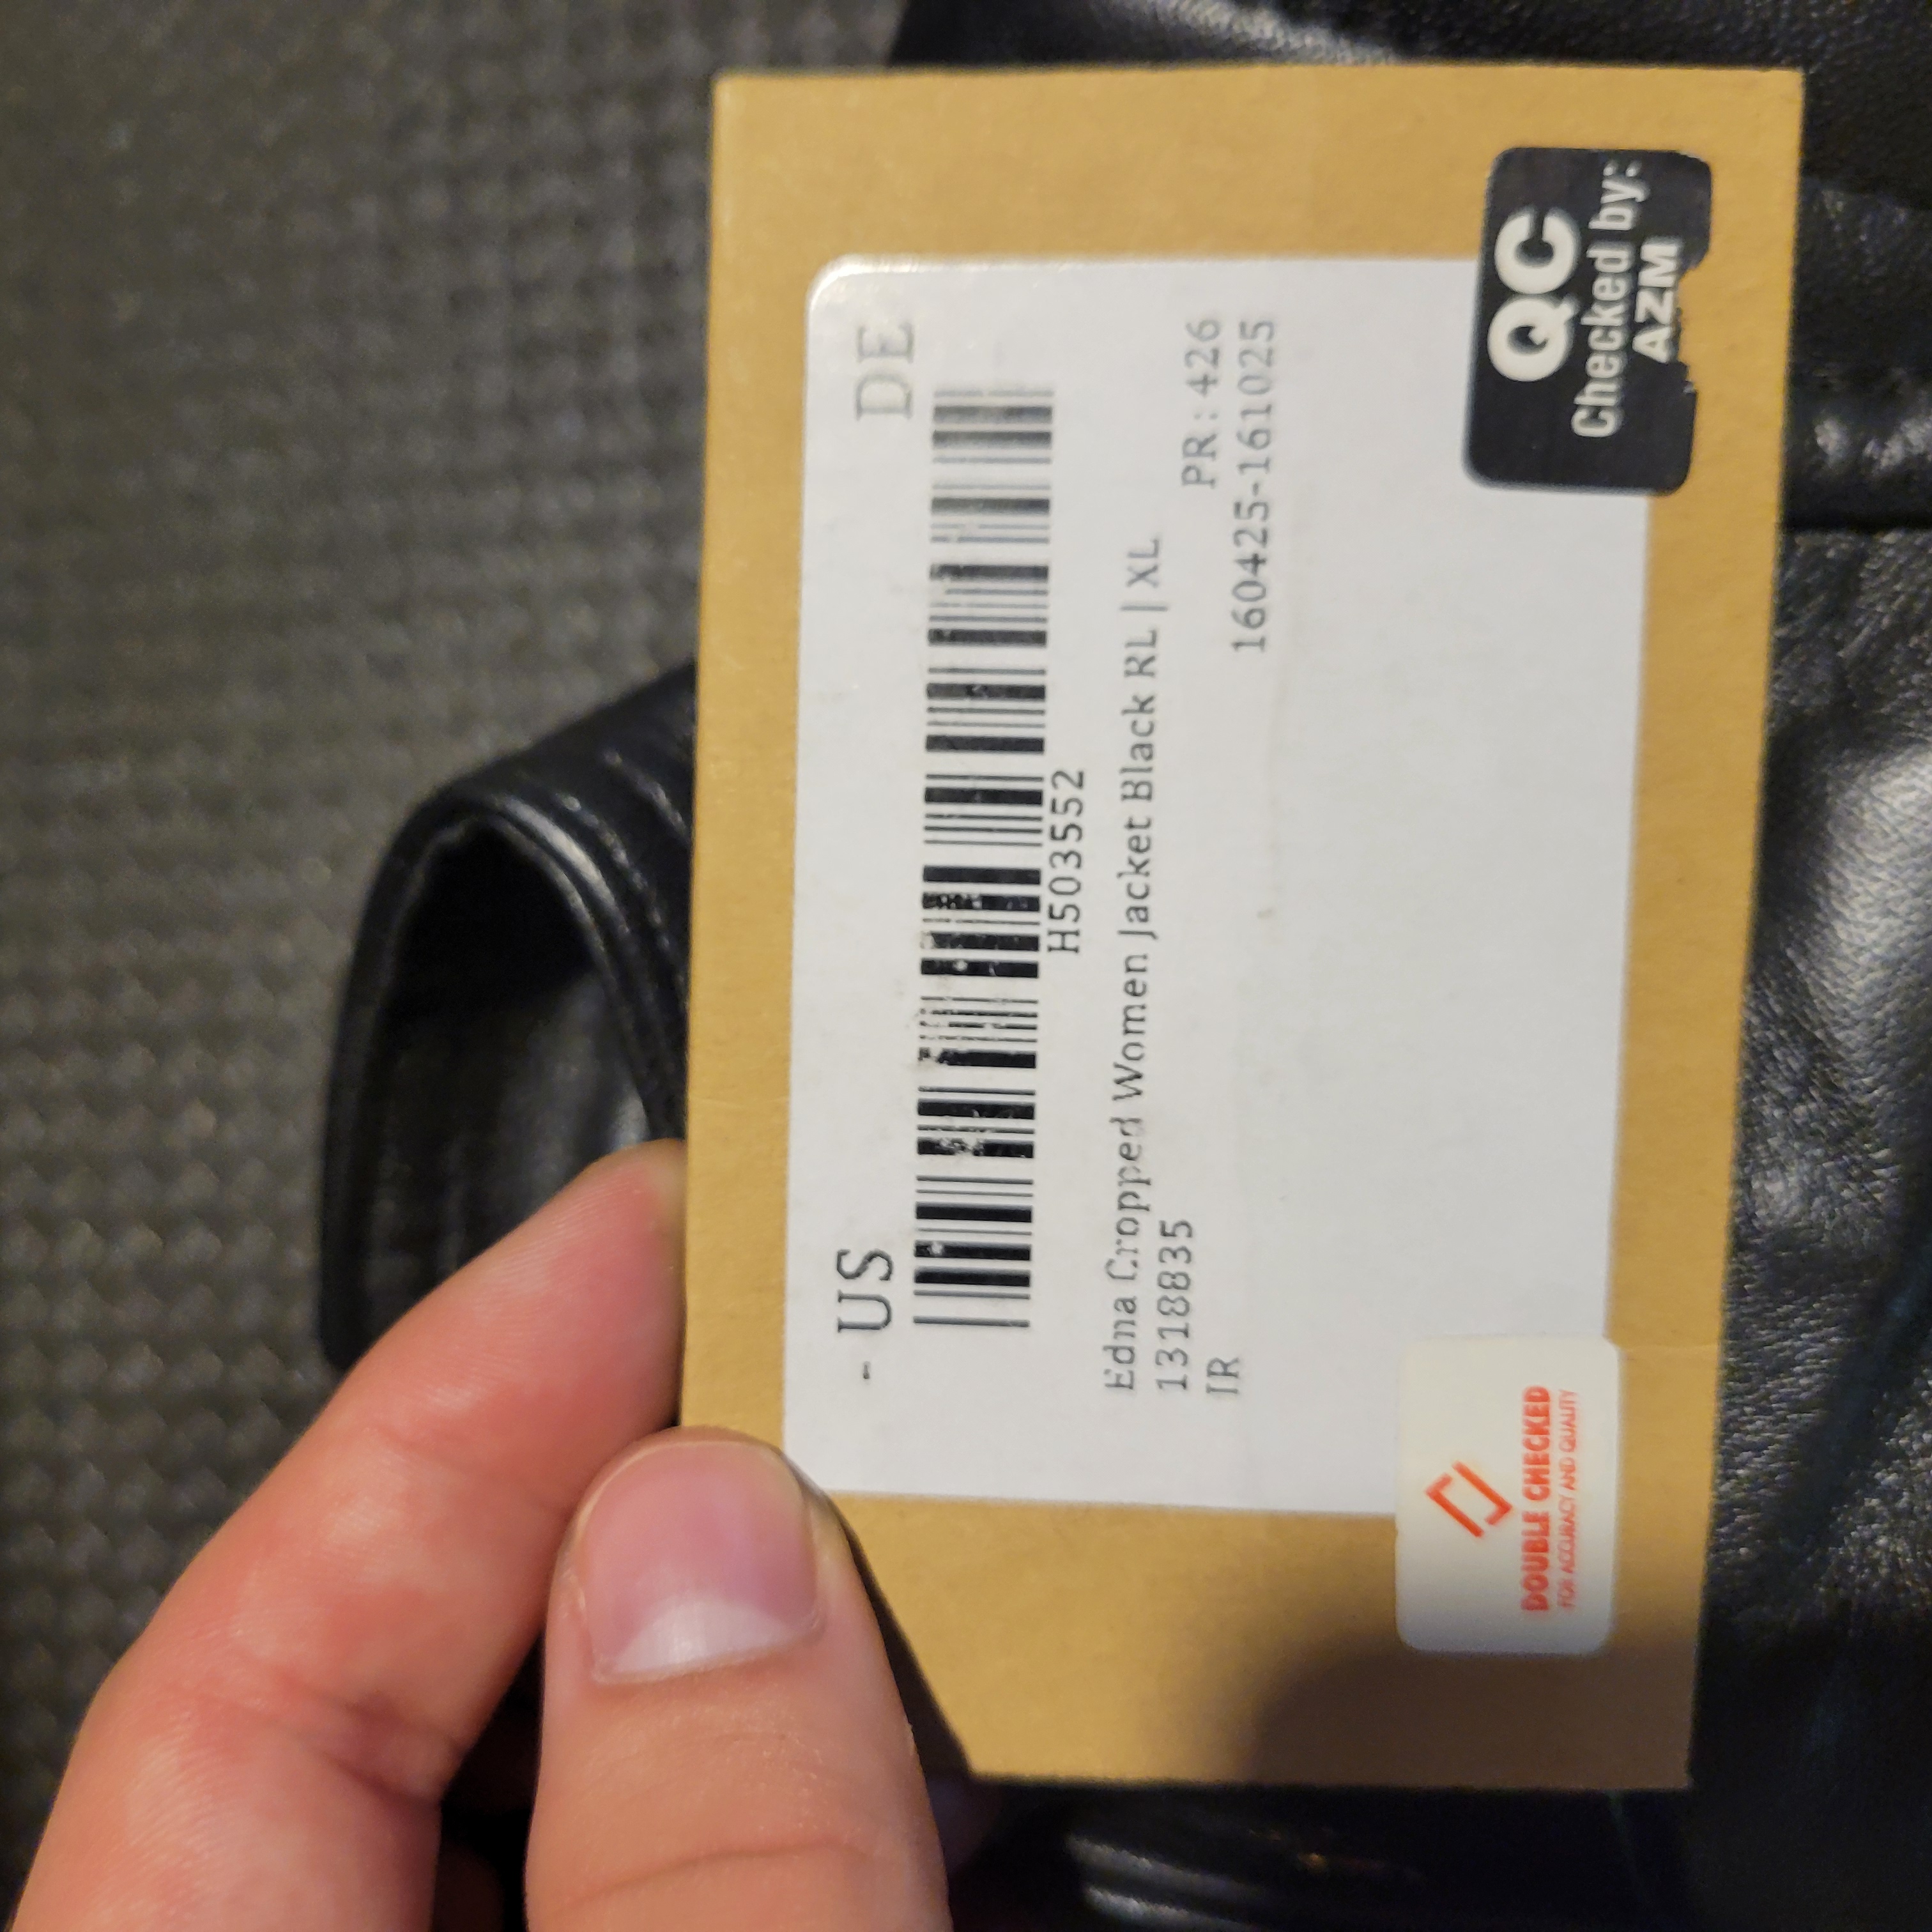 - US DE
H503552
Edna Cropped Women Jacket Black RL | XL
1318835
IR PR: 426
160425-161025
QC
Checked by:
AZM
DOUBLE CHECKED
FOR ACCURACY AND QUALITY